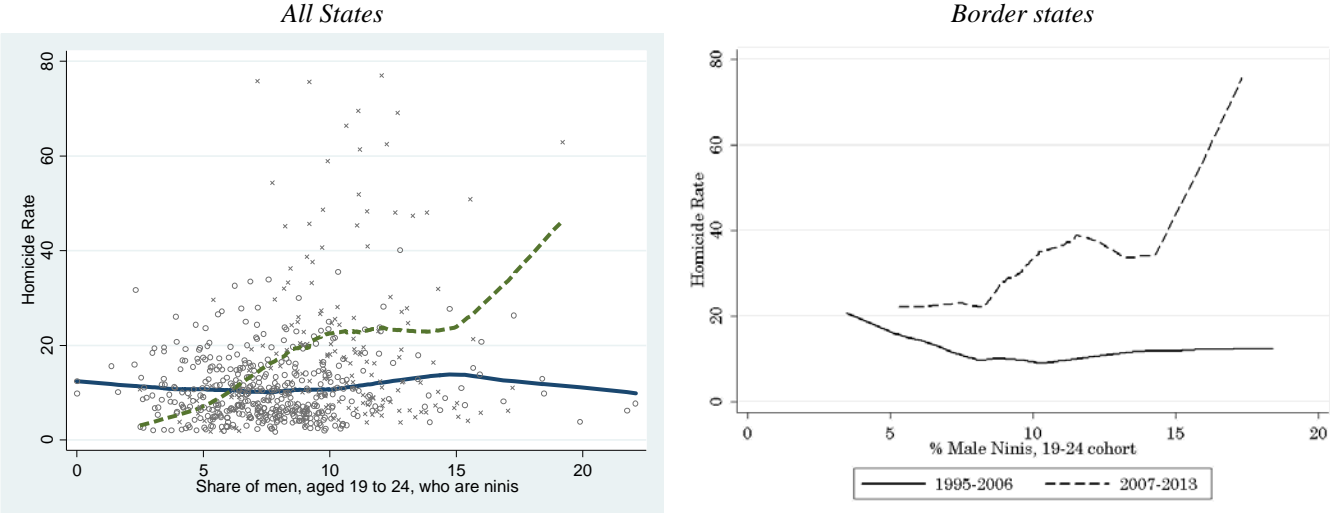 All States
Border states
80
60
40
20
0
Homicide Rate
0 5 10 15 20
Share of men, aged 19 to 24, who are ninis
80
60
40
20
0
Homicide Rate
0 5 10 15 20
% Male Ninis, 19-24 cohort
1995-2006 2007-2013